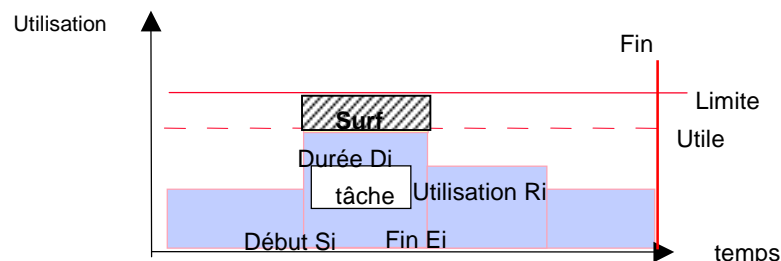 Utilisation
Fin
Limite
Surf
Utile
Durée Di
tâche
Utilisation Ri
Début Si
Fin Ei
temps